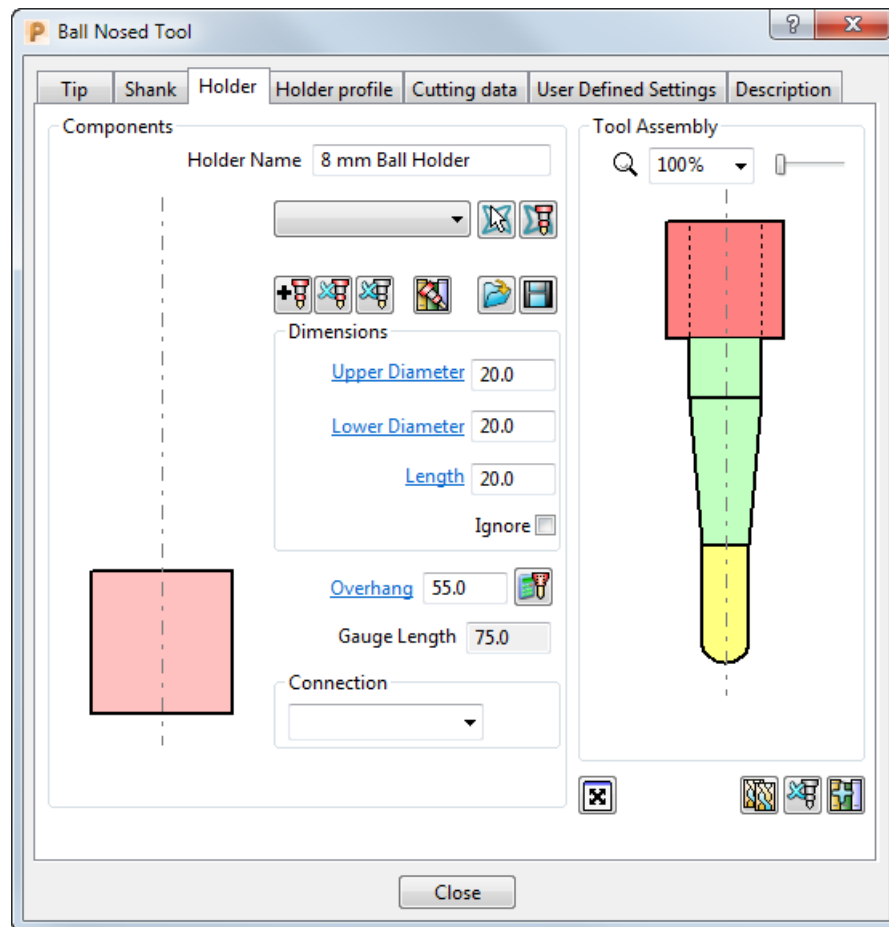 P Ball Nosed Tool
?
Tip Shank Holder Holder profile Cutting data User Defined Settings Description
Components
Holder Name 8 mm Ball Holder
Dimensions
Upper Diameter 20.0
Lower Diameter 20.0
Length 20.0
Ignore
Overhang 55.0
Gauge Length 75.0
Connection
Tool Assembly
100%
Close